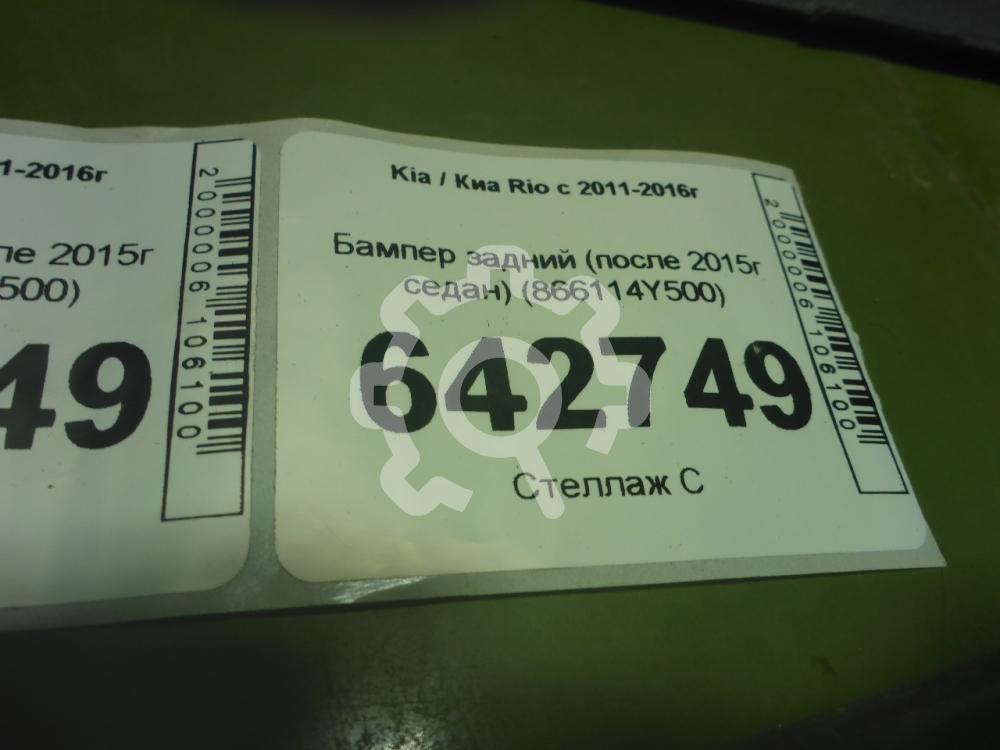 1-2016г
ле 2015г
500)
49
2000006106100
Kia / Киа Rio с 2011-2016г
Бампер задний (после 2015г
седан) (866114Y500)
642749
Стеллаж С
2000006106100